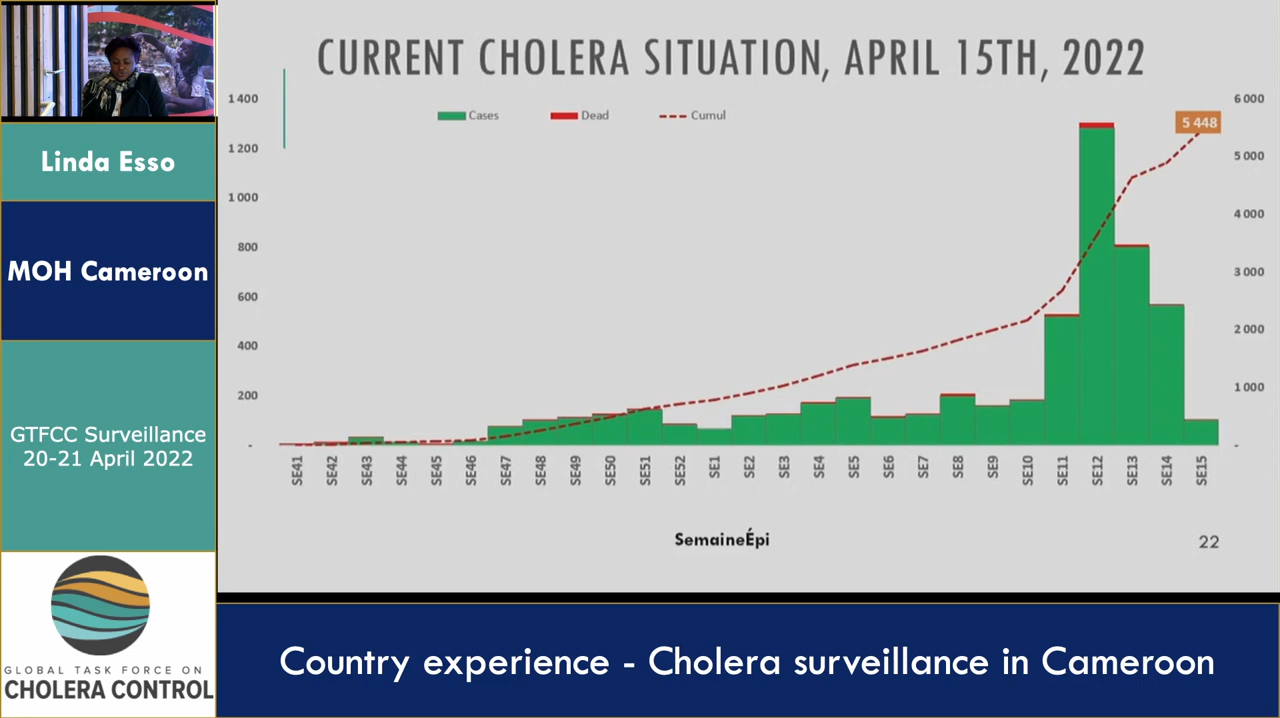 CURRENT CHOLERA SITUATION, APRIL 15TH, 2022
Cases
Dead
Cumul
1 400
1 200
1 000
800
600
400
200
-
6 000
5 000
4 000
3 000
2 000
1 000
-
5 448
SE41
SE42
SE43
SE44
SE45
SE46
SE47
SE48
SE49
SE50
SE51
SE52
SE1
SE2
SE3
SE4
SE5
SE6
SE7
SE8
SE9
SE10
SE11
SE12
SE13
SE14
SE15
SemaineÉpi
22
Linda Esso
MOH Cameroon
GTFCC Surveillance
20-21 April 2022
GLOBAL TASK FORCE ON
CHOLERA CONTROL
Country experience - Cholera surveillance in Cameroon